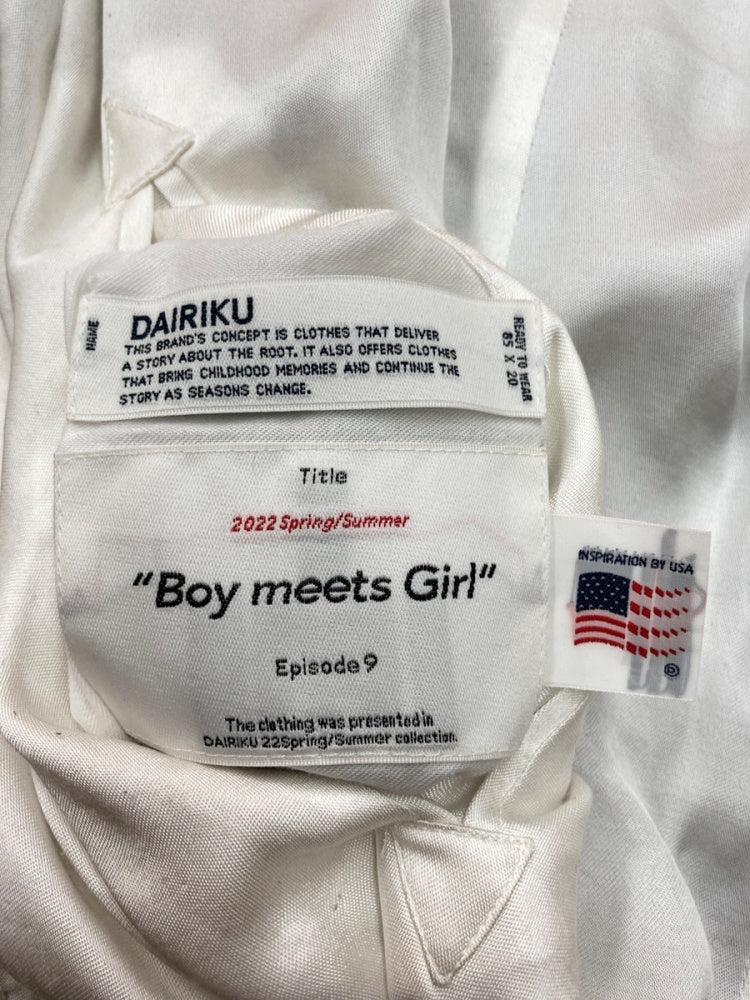 NAME
DAIRIKU
THIS BRAND'S CONCEPT IS CLOTHES THAT DELIVER
A STORY ABOUT THE ROOT. IT ALSO OFFERS CLOTHES
THAT BRING CHILDHOOD MEMORIES AND CONTINUE THE
STORY AS SEASONS CHANGE.
READY TO WEAR
85 X 20
Title
2022 Spring/Summer
"Boy meets Girl"
Episode 9
The clothing was presented in
DAIRIKU 22Spring/Summer collection.
INSPIRATION BY USA